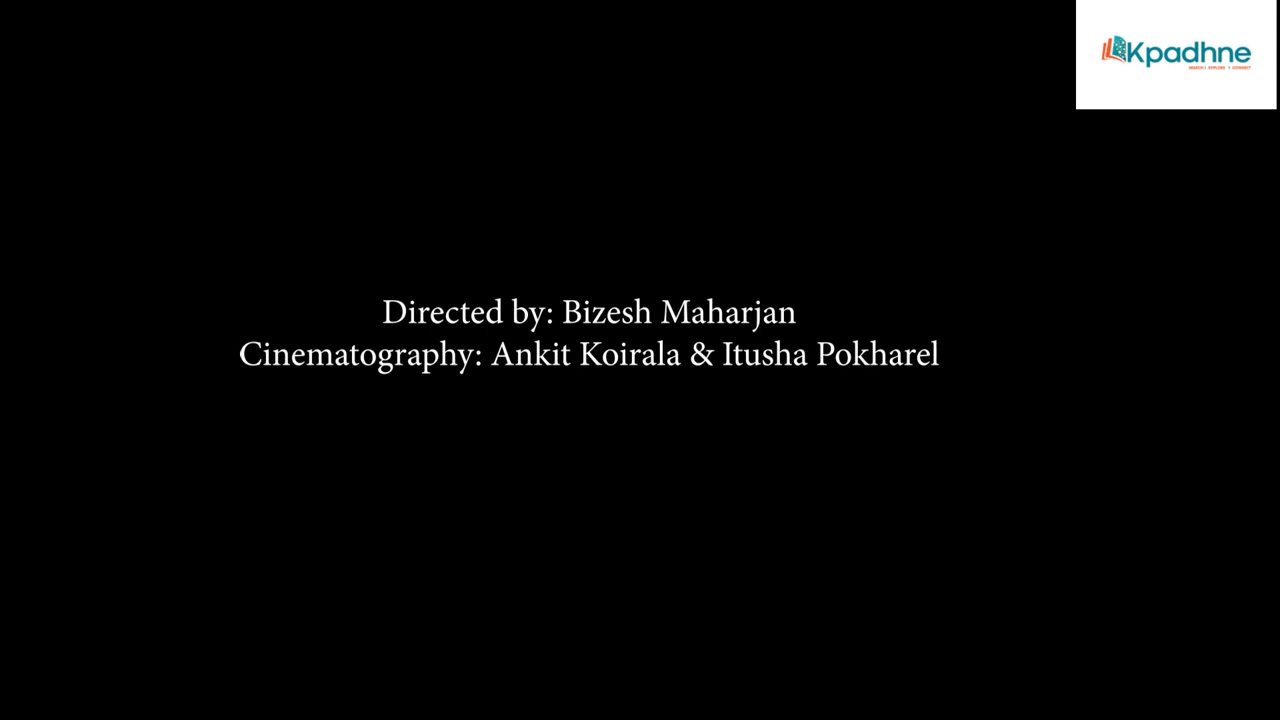 Kpadhne
Directed by: Bizesh Maharjan
Cinematography: Ankit Koirala & Itusha Pokharel